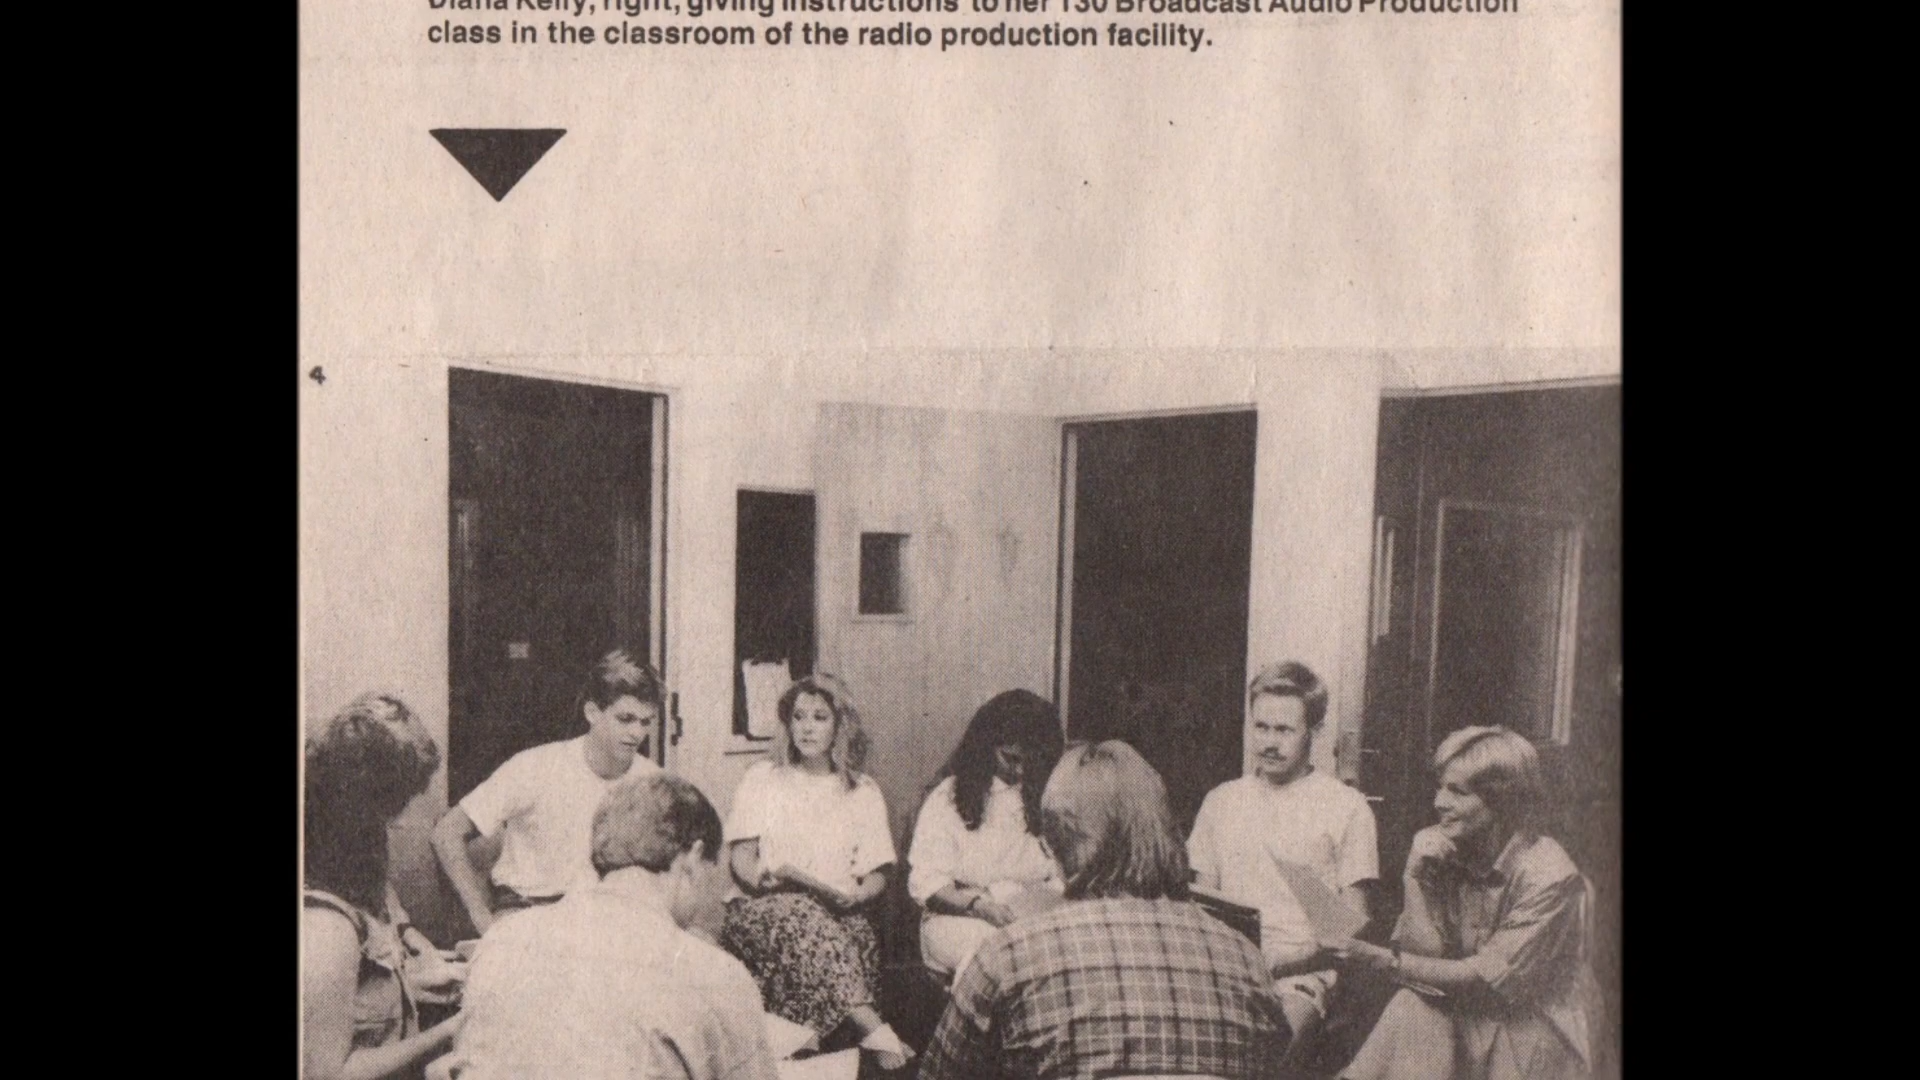 Diana Kelly, right, giving instructions to her 130 Broadcast Audio Production
class in the classroom of the radio production facility.
4